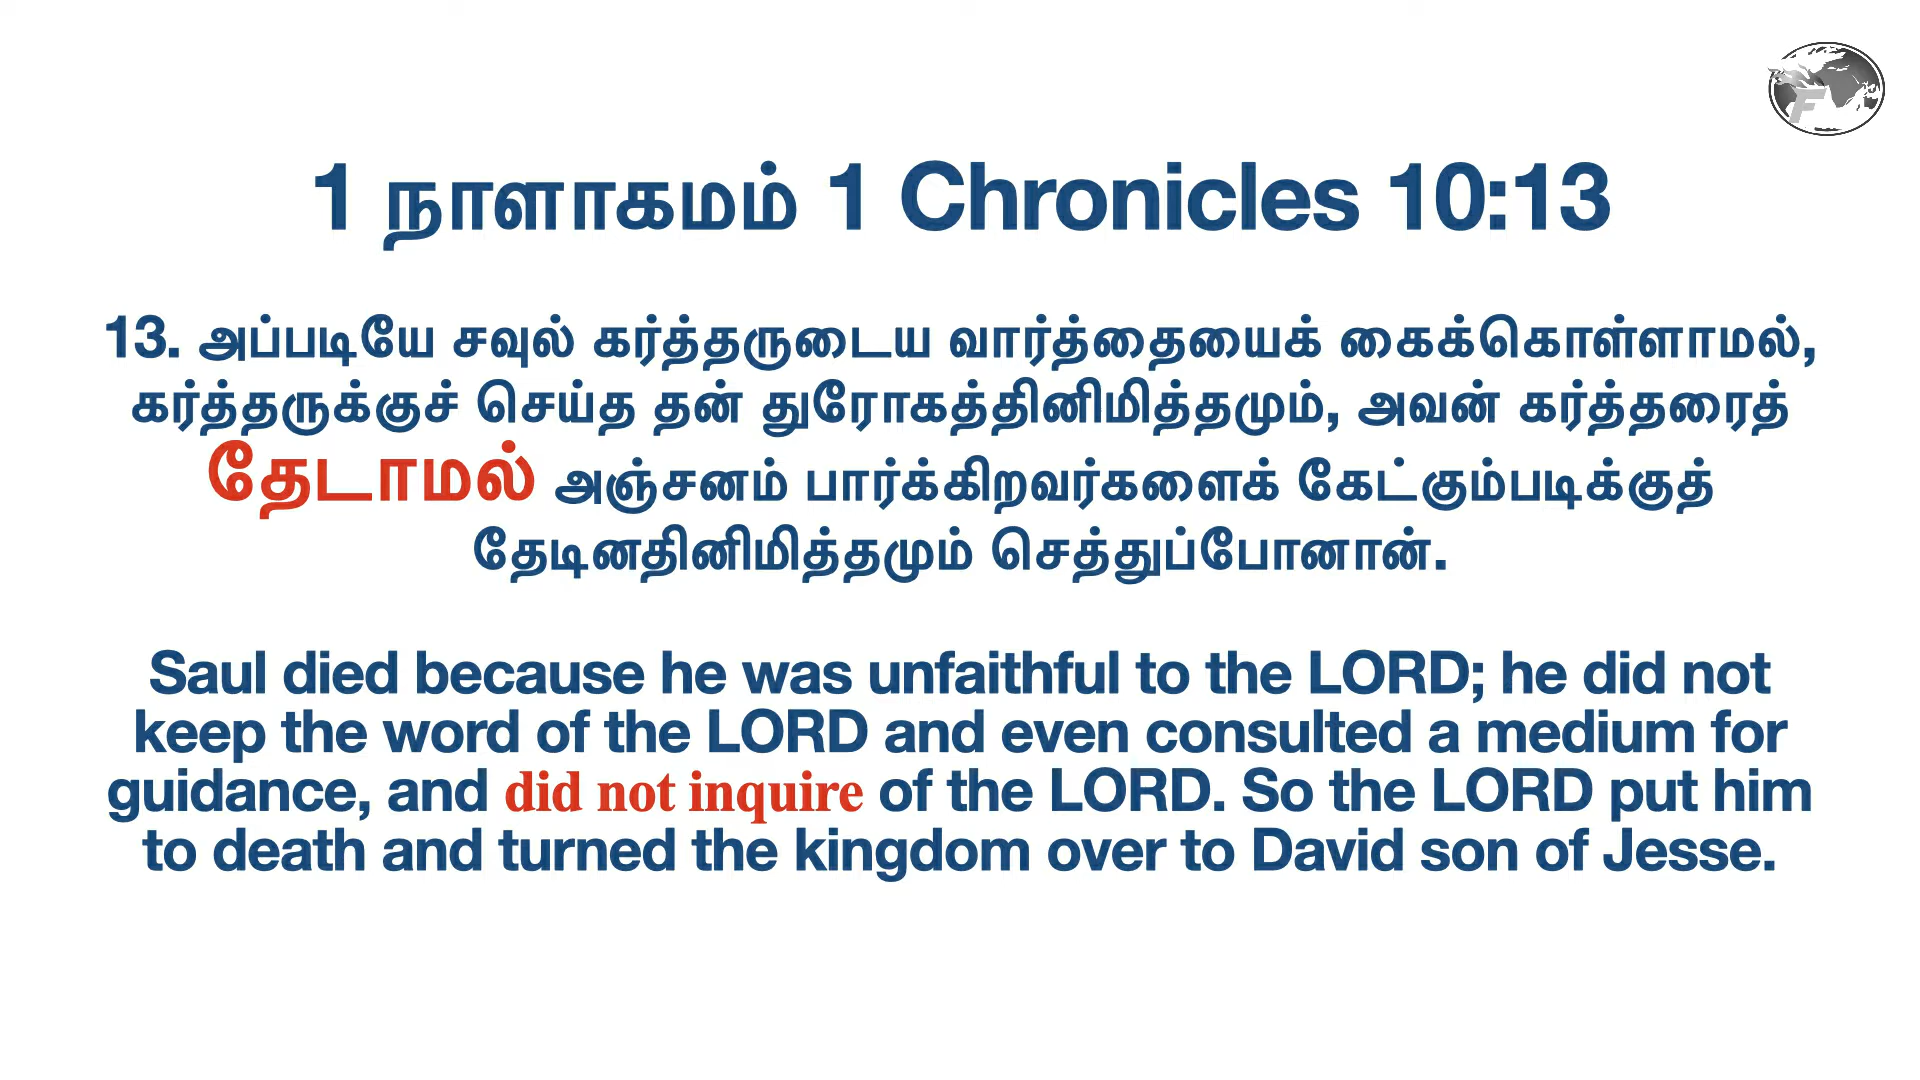 1 நாளாகமம் 1 Chronicles 10:13
13. அப்படியே சவுல் கர்த்தருடைய வார்த்தையைக் கைக்கொள்ளாமல்,
கர்த்தருக்குச் செய்த தன் துரோகத்தினிமித்தமும், அவன் கர்த்தரைத்
தேடாமல் அஞ்சனம் பார்க்கிறவர்களைக் கேட்கும்படிக்குத்
தேடினதினிமித்தமும் செத்துப்போனான்.
Saul died because he was unfaithful to the LORD; he did not
keep the word of the LORD and even consulted a medium for
guidance, and did not inquire of the LORD. So the LORD put him
to death and turned the kingdom over to David son of Jesse.
F